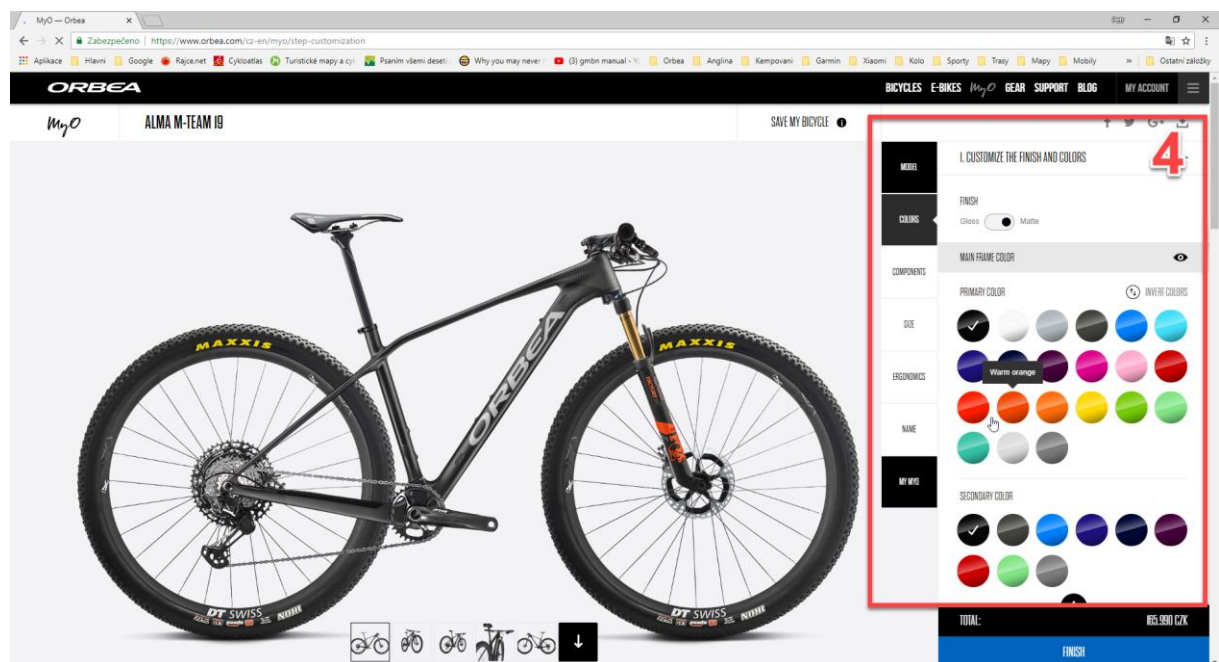 MyO — Orbea
Zabezpečeno | https://www.orbea.com/cz-en/myo/step-customization
Aplikace Hlavni Google Rajce.net Cykloatlas Turistické mapy a cyk Psaním všemi deseti Why you may never (3) gmbn manual - Yo Orbea Anglina Kempovani Garmin Xiaomi Kolo Sporty Trasy Mapy Mobily » Ostatní záložky
ORBEA
BICYCLES E-BIKES MyO GEAR SUPPORT BLOG MY ACCOUNT
MyO ALMA M-TEAM 19 SAVE MY BICYCLE
G+
4
MODEL
COLORS
COMPONENTS
SIZE
ERGONOMICS
NAME
MY MYO
1. CUSTOMIZE THE FINISH AND COLORS
FINISH
Gloss Matte
MAIN FRAME COLOR
PRIMARY COLOR INVERT COLORS
Warm orange
SECONDARY COLOR
MAXXIS
MAXXIS
ORBEA
DT SWISS
DT SWISS
TOTAL: 165.990 CZK
FINISH